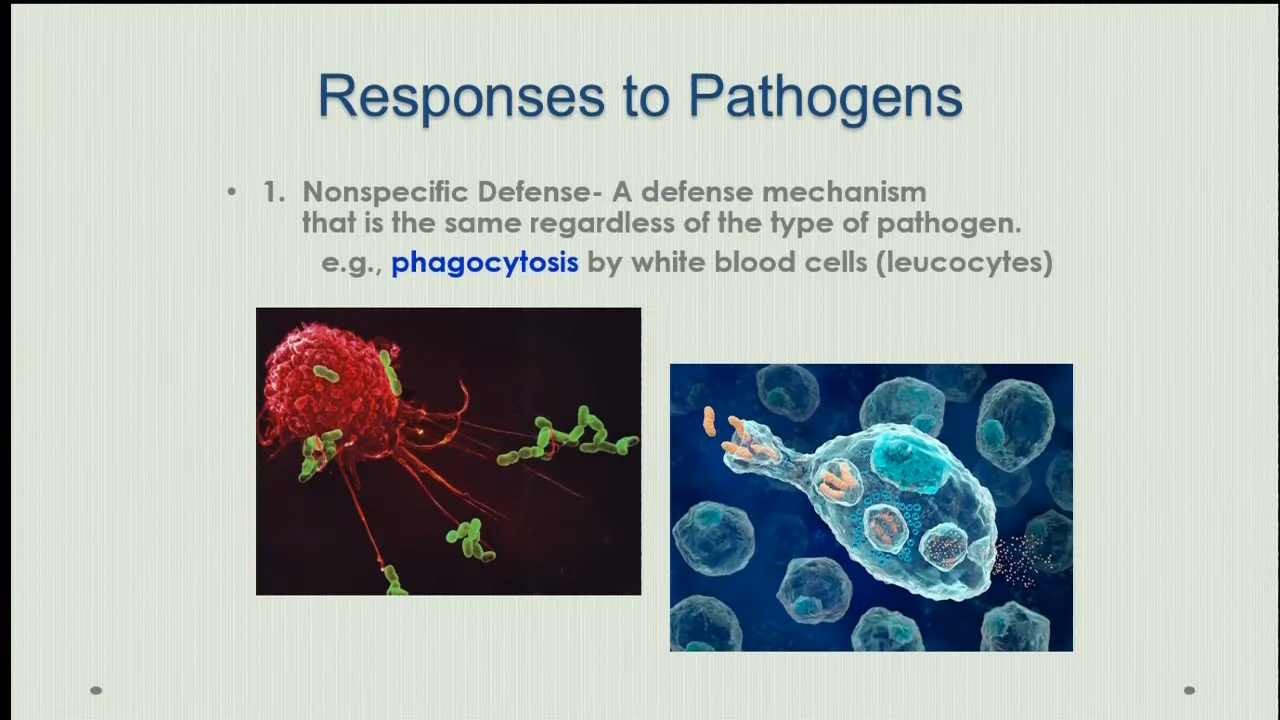 Responses to Pathogens
• 1. Nonspecific Defense- A defense mechanism
that is the same regardless of the type of pathogen.
e.g., phagocytosis by white blood cells (leucocytes)